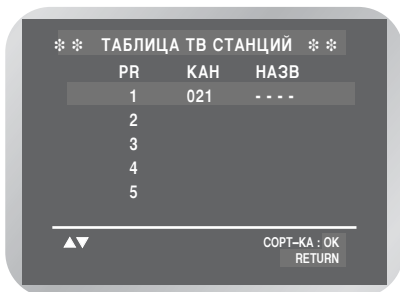 ❇ ❇ ТАБЛИЦА ТВ СТАНЦИЙ ❇ ❇
PR КАН НАЗВ
1 021 - - - -
2
3
4
5
▲▼ СОРТ–КА : OK
RETURN